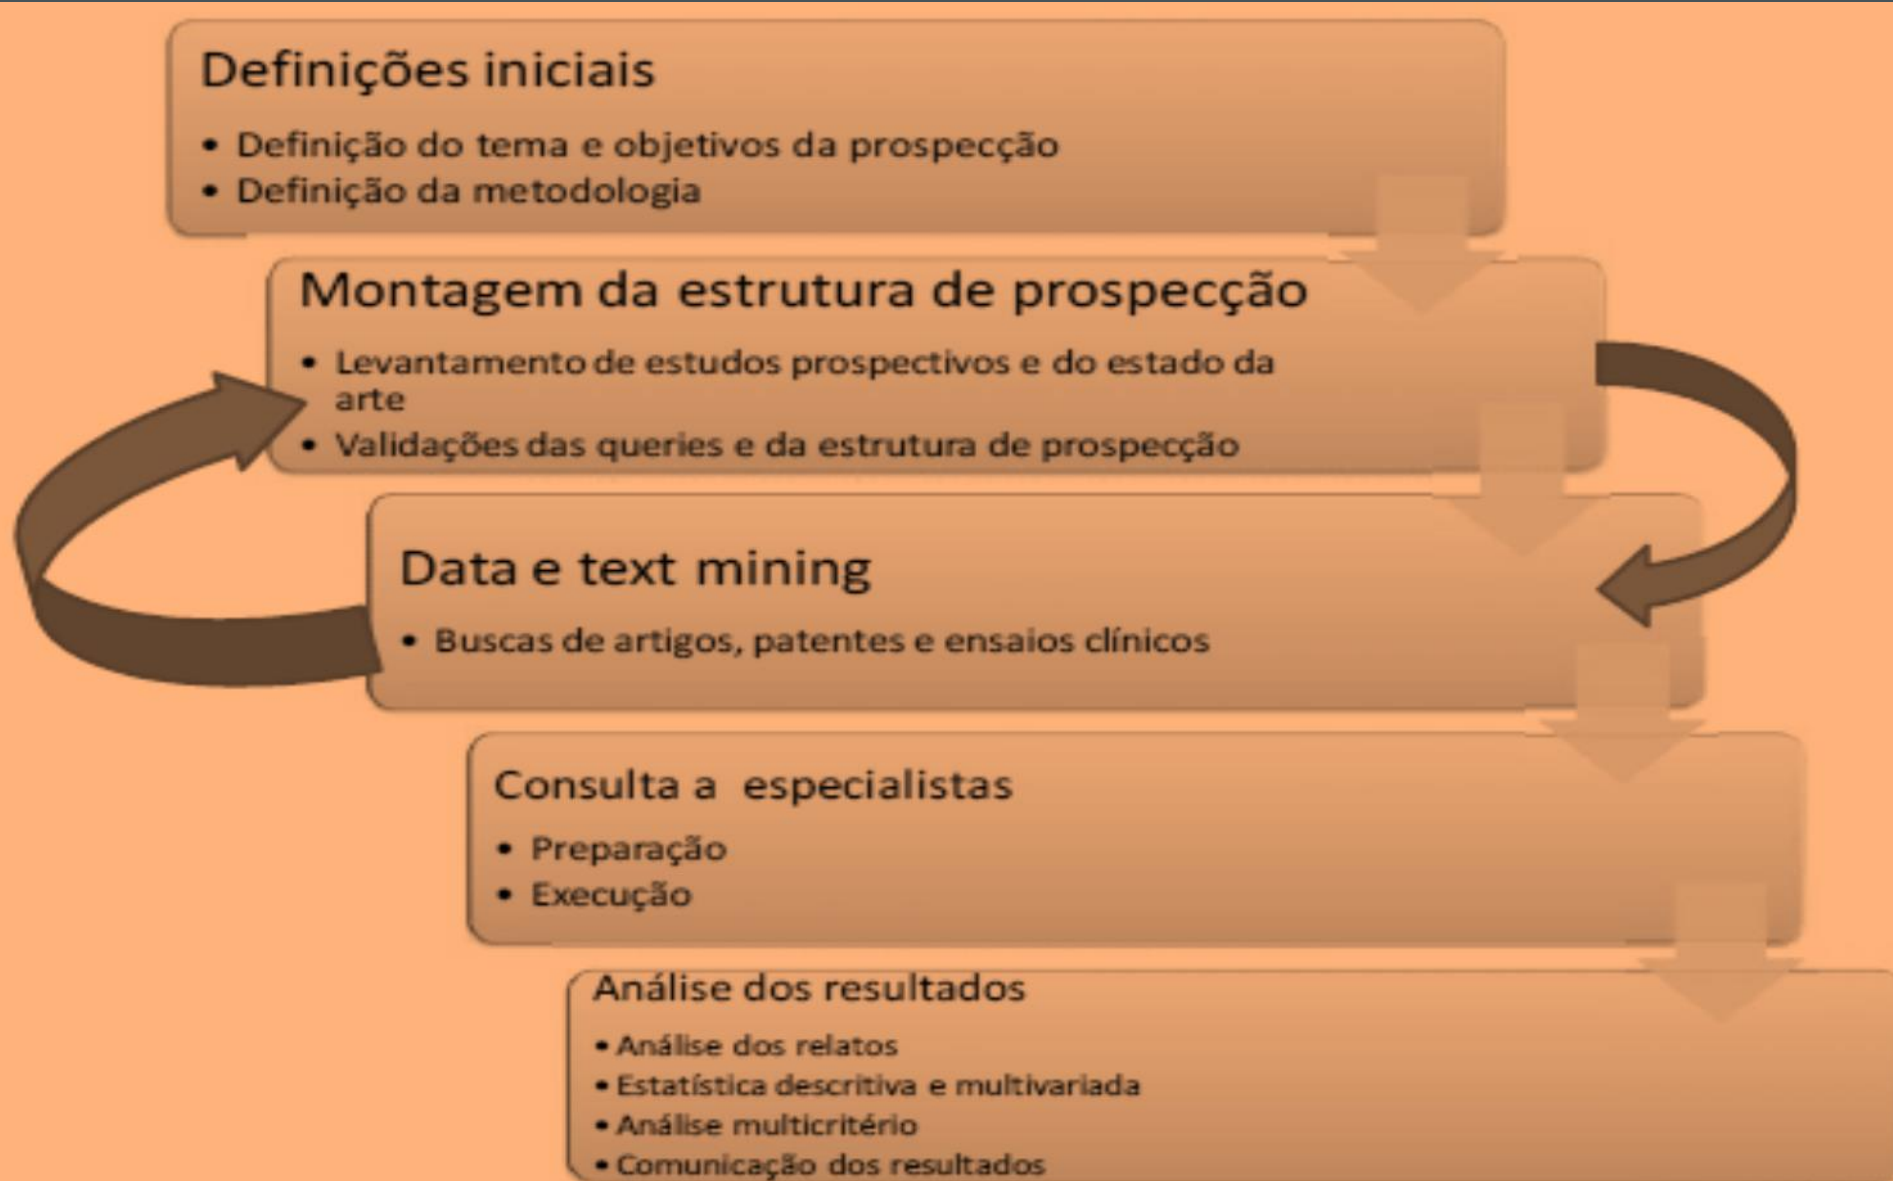 Definições iniciais
• Definição do tema e objetivos da prospecção
• Definição da metodologia
Montagem da estrutura de prospecção
• Levantamento de estudos prospectivos e do estado da
arte
• Validações das queries e da estrutura de prospecção
Data e text mining
• Buscas de artigos, patentes e ensaios clínicos
Consulta a especialistas
• Preparação
• Execução
Análise dos resultados
• Análise dos relatos
• Estatística descritiva e multivariada
• Análise multicritério
• Comunicação dos resultados